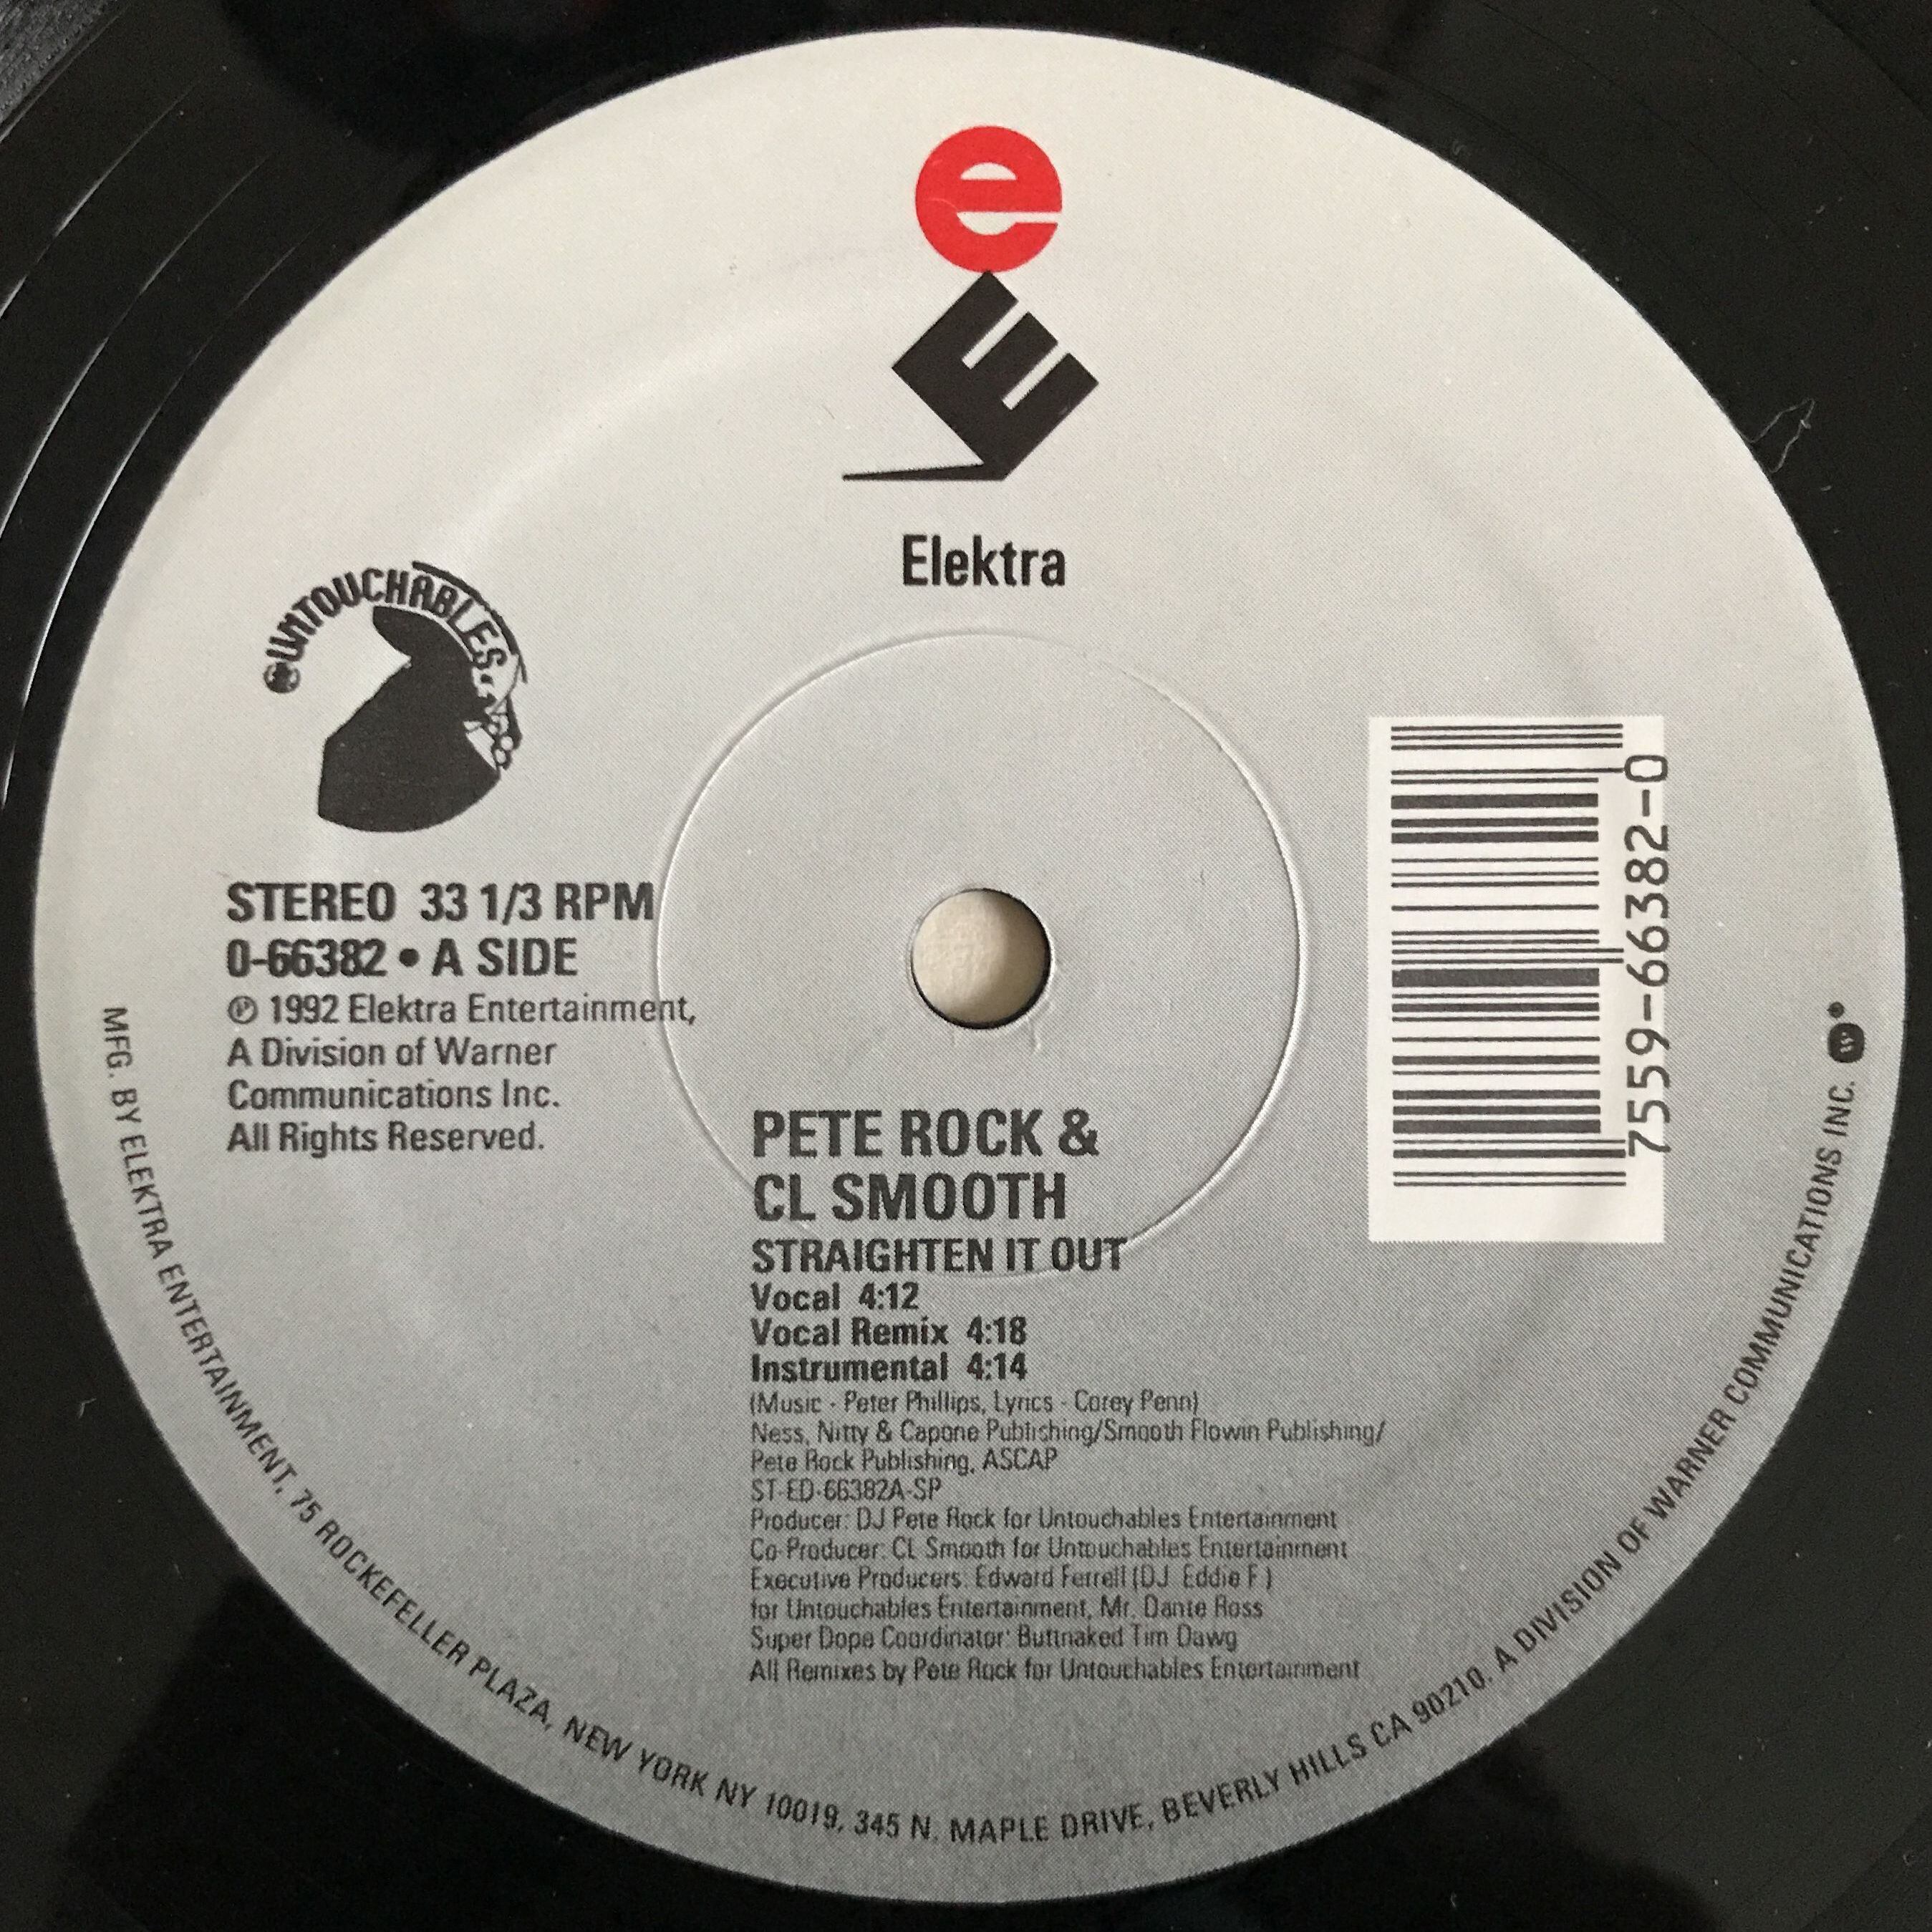 e
E
Elektra
UNTOUCHABLES
STEREO 33 1/3 RPM
0-66382 • A SIDE
℗ 1992 Elektra Entertainment,
A Division of Warner
Communications Inc.
All Rights Reserved.
7559-66382-0
PETE ROCK &
CL SMOOTH
STRAIGHTEN IT OUT
Vocal 4:12
Vocal Remix 4:18
Instrumental 4:14
(Music - Peter Phillips, Lyrics - Corey Penn)
Ness, Nitty & Capone Publishing/Smooth Flowin Publishing/
Pete Rock Publishing, ASCAP
ST-ED-66382A-SP
Producer: DJ Pete Rock for Untouchables Entertainment
Co-Producer: CL Smooth for Untouchables Entertainment
Executive Producers: Edward Ferrell (DJ Eddie F.)
for Untouchables Entertainment, Mr. Dante Ross
Super Dope Coordinator: Buttnaked Tim Dawg
All Remixes by Pete Rock for Untouchables Entertainment
MFG. BY ELEKTRA ENTERTAINMENT, 75 ROCKEFELLER PLAZA, NEW YORK NY 10019, 345 N. MAPLE DRIVE, BEVERLY HILLS CA 90210. A DIVISION OF WARNER COMMUNICATIONS INC.